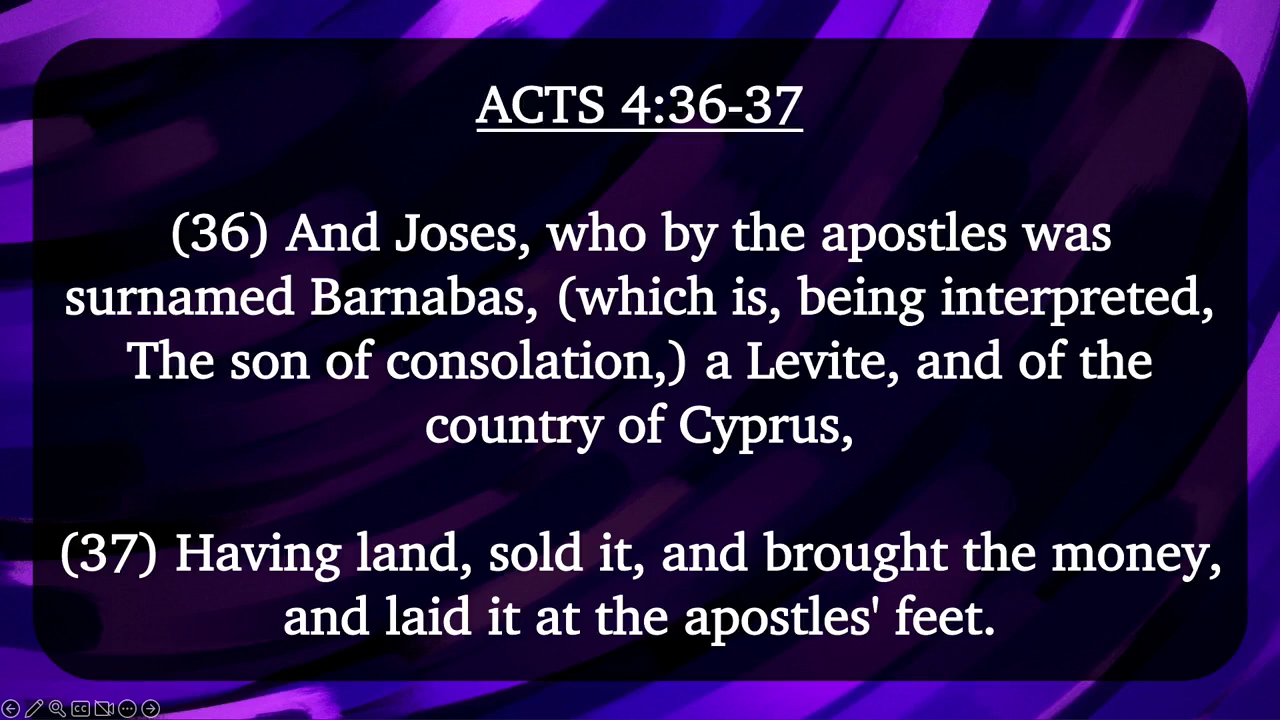 ACTS 4:36-37
(36) And Joses, who by the apostles was
surnamed Barnabas, (which is, being interpreted,
The son of consolation,) a Levite, and of the
country of Cyprus,
(37) Having land, sold it, and brought the money,
and laid it at the apostles' feet.
CC